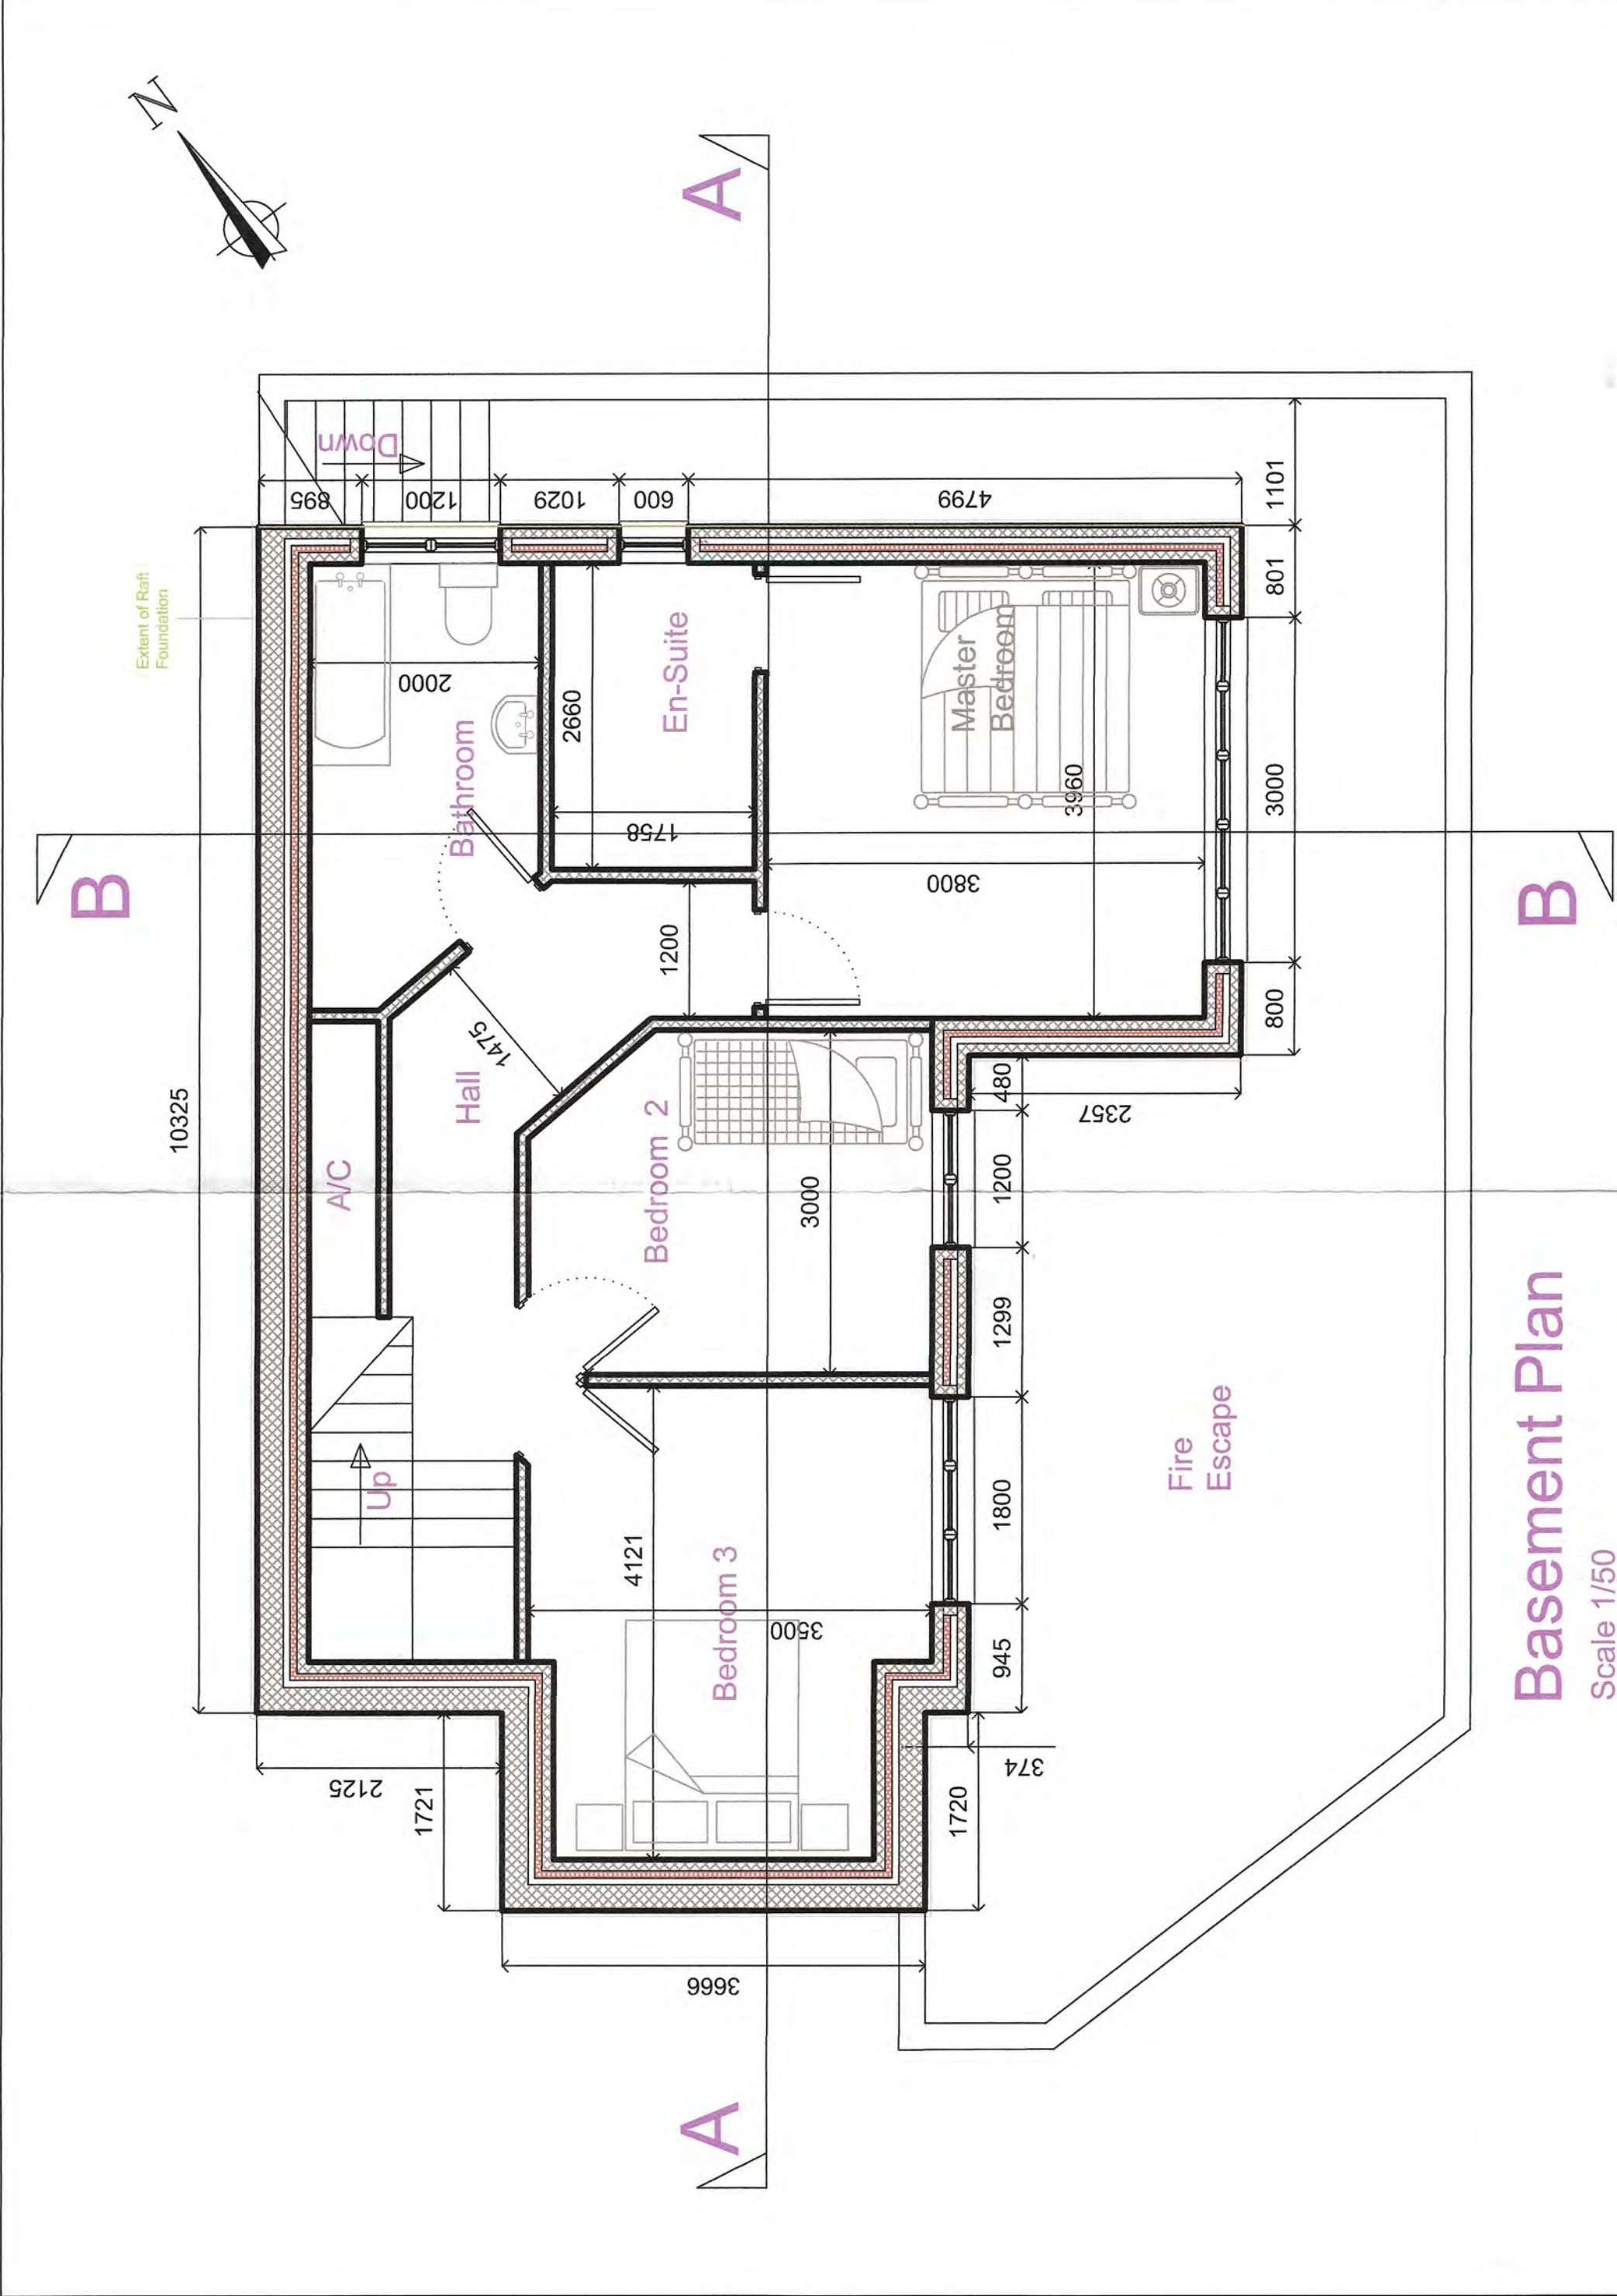 N
Extent of Raft
Foundation
A
A
B
B
Down
895
1200
1029
600
4799
1101
801
3000
800
10325
2000
Bathroom
2660
En-Suite
1758
Master
Bedroom
3960
3800
1200
1475
Hall
A/C
Bedroom 2
3000
480
2357
1200
1299
1800
945
374
Up
4121
Bedroom 3
3500
2125
1721
1720
3666
Fire
Escape
Basement Plan
Scale 1/50